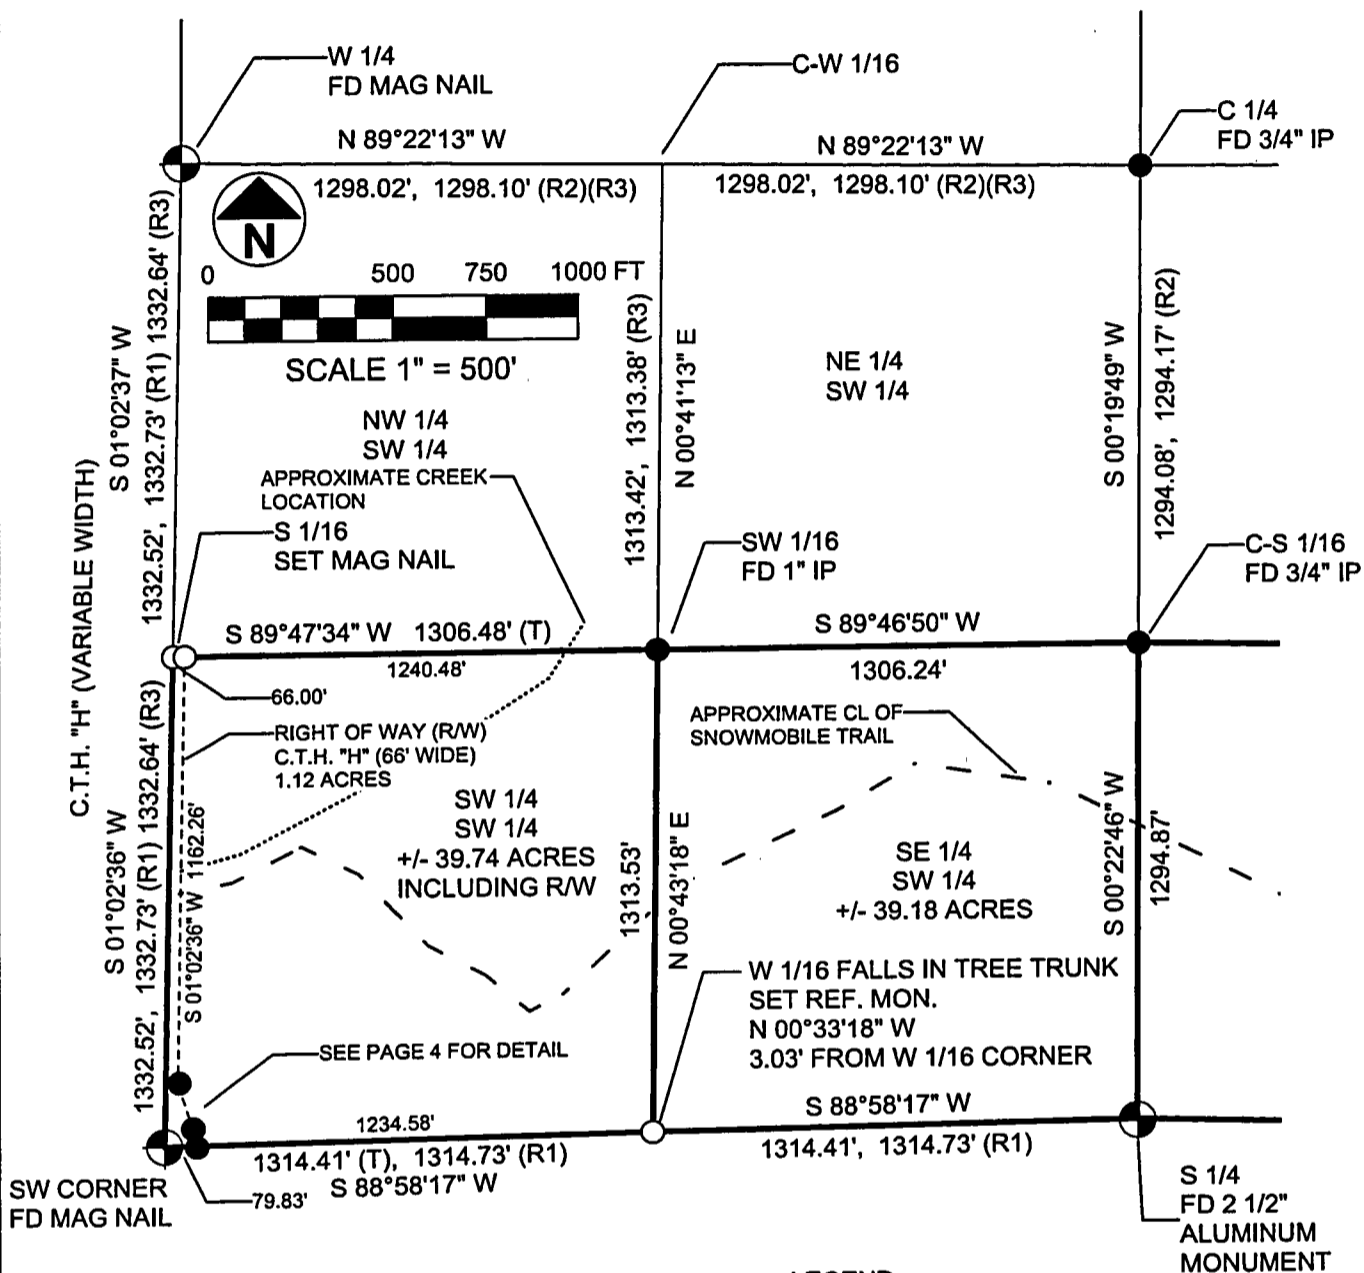 W 1/4
FD MAG NAIL
C-W 1/16
C 1/4
FD 3/4" IP
N 89°22'13" W
N 89°22'13" W
1298.02', 1298.10' (R2)(R3)
1298.02', 1298.10' (R2)(R3)
N
0 500 750 1000 FT
SCALE 1" = 500'
S 01°02'37" W
1332.52', 1332.73' (R1) 1332.64' (R3)
1313.42', 1313.38' (R3)
N 00°41'13" E
NE 1/4
SW 1/4
S 00°19'49" W
1294.08', 1294.17' (R2)
NW 1/4
SW 1/4
APPROXIMATE CREEK
LOCATION
S 1/16
SET MAG NAIL
SW 1/16
FD 1" IP
C-S 1/16
FD 3/4" IP
C.T.H. "H" (VARIABLE WIDTH)
S 89°47'34" W 1306.48' (T)
1240.48'
S 89°46'50" W
1306.24'
66.00'
RIGHT OF WAY (R/W)
C.T.H. "H" (66' WIDE)
1.12 ACRES
APPROXIMATE CL OF
SNOWMOBILE TRAIL
S 01°02'36" W
1332.52', 1332.73' (R1) 1332.64' (R3)
S 01°02'36" W 1162.26'
SW 1/4
SW 1/4
+/- 39.74 ACRES
INCLUDING R/W
1313.53'
N 00°43'18" E
SE 1/4
SW 1/4
+/- 39.18 ACRES
S 00°22'46" W
1294.87'
W 1/16 FALLS IN TREE TRUNK
SET REF. MON.
N 00°33'18" W
3.03' FROM W 1/16 CORNER
SEE PAGE 4 FOR DETAIL
1234.58'
1314.41' (T), 1314.73' (R1)
S 88°58'17" W
S 88°58'17" W
1314.41', 1314.73' (R1)
79.83'
SW CORNER
FD MAG NAIL
S 1/4
FD 2 1/2"
ALUMINUM
MONUMENT